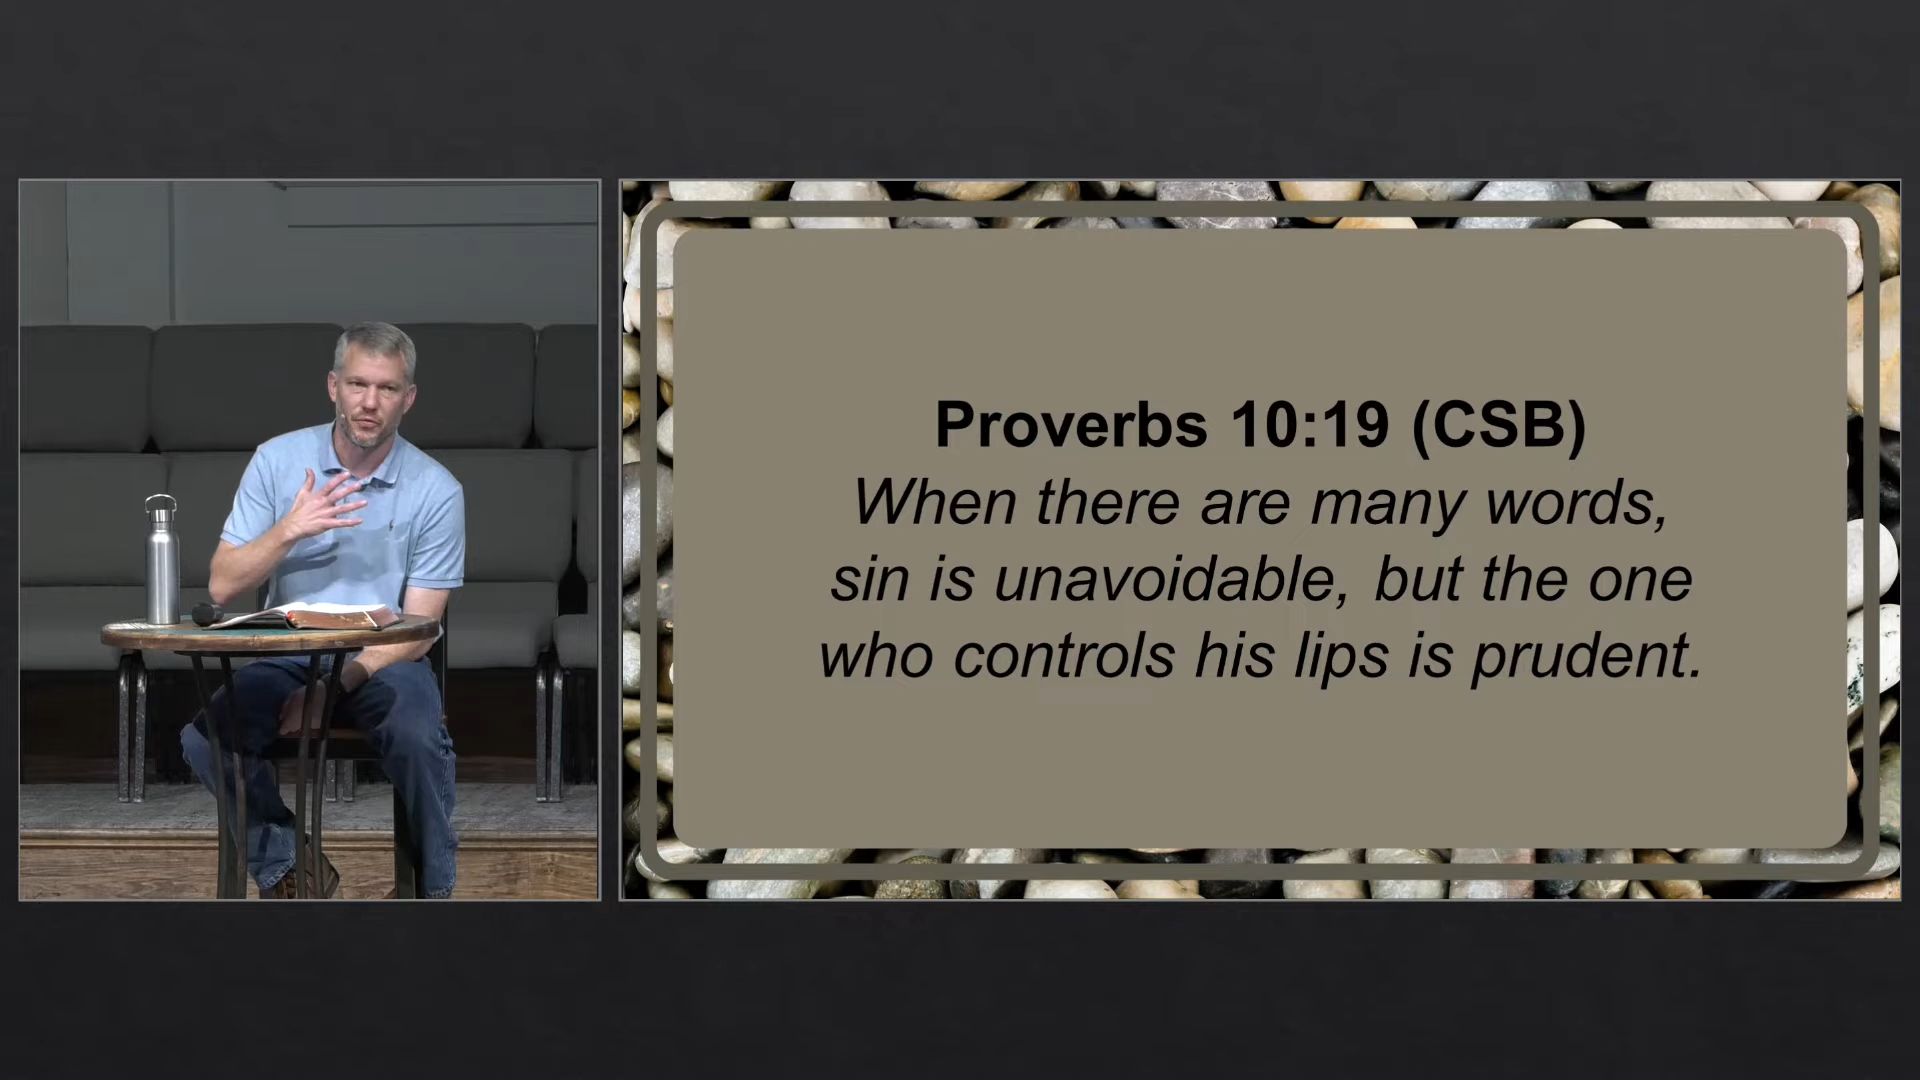 Proverbs 10:19 (CSB)
When there are many words,
sin is unavoidable, but the one
who controls his lips is prudent.